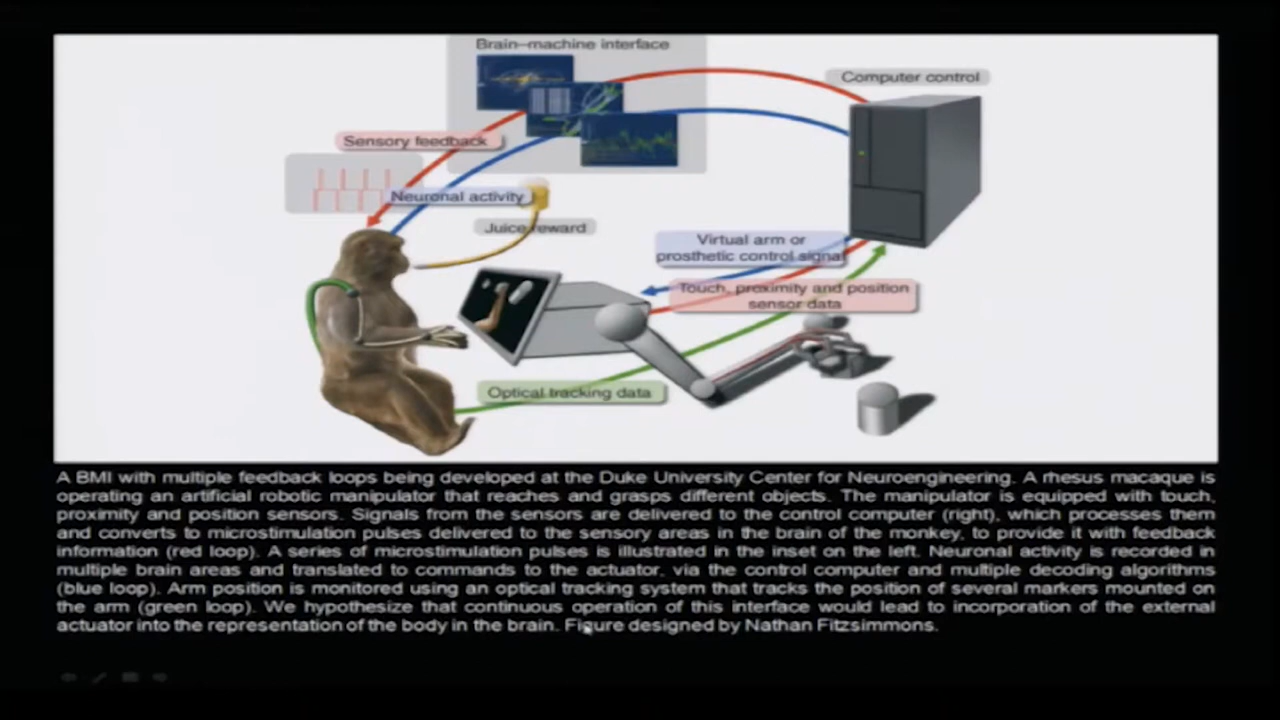 Brain–machine interface
Computer control
Sensory feedback
Neuronal activity
Juice reward
Virtual arm or
prosthetic control signal
Touch, proximity and position
sensor data
Optical tracking data
A BMI with multiple feedback loops being developed at the Duke University Center for Neuroengineering. A rhesus macaque is
operating an artificial robotic manipulator that reaches and grasps different objects. The manipulator is equipped with touch,
proximity and position sensors. Signals from the sensors are delivered to the control computer (right), which processes them
and converts to microstimulation pulses delivered to the sensory areas in the brain of the monkey, to provide it with feedback
information (red loop). A series of microstimulation pulses is illustrated in the inset on the left. Neuronal activity is recorded in
multiple brain areas and translated to commands to the actuator, via the control computer and multiple decoding algorithms
(blue loop). Arm position is monitored using an optical tracking system that tracks the position of several markers mounted on
the arm (green loop). We hypothesize that continuous operation of this interface would lead to incorporation of the external
actuator into the representation of the body in the brain. Figure designed by Nathan Fitzsimmons.